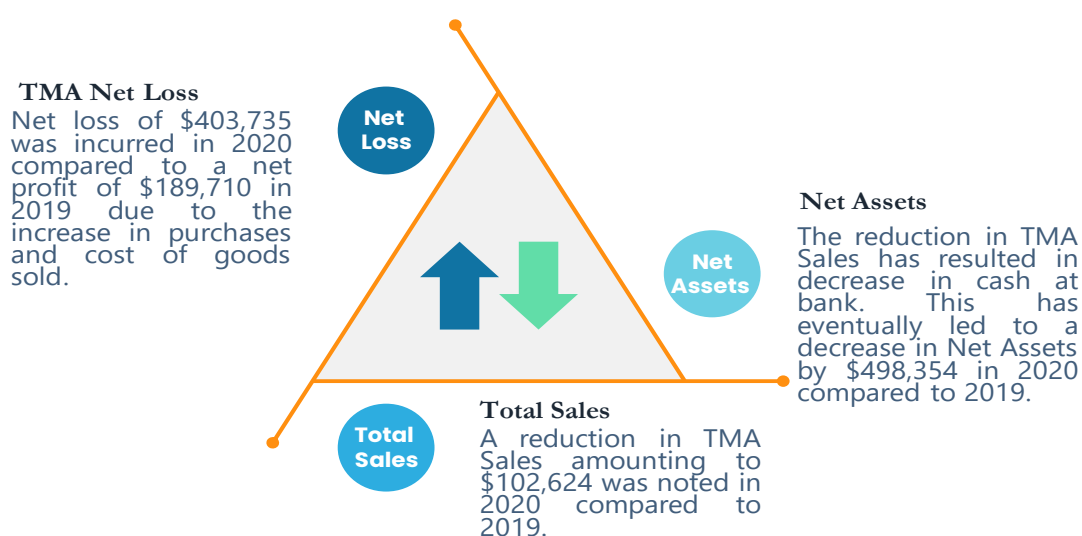 TMA Net Loss
Net loss of $403,735
was incurred in 2020
compared to a net
profit of $189,710 in
2019 due to the
increase in purchases
and cost of goods
sold.
Net
Loss
Net Assets
The reduction in TMA
Sales has resulted in
decrease in cash at
bank. This has
eventually led to a
decrease in Net Assets
by $498,354 in 2020
compared to 2019.
Net
Assets
Total
Sales
Total Sales
A reduction in TMA
Sales amounting to
$102,624 was noted in
2020 compared to
2019.